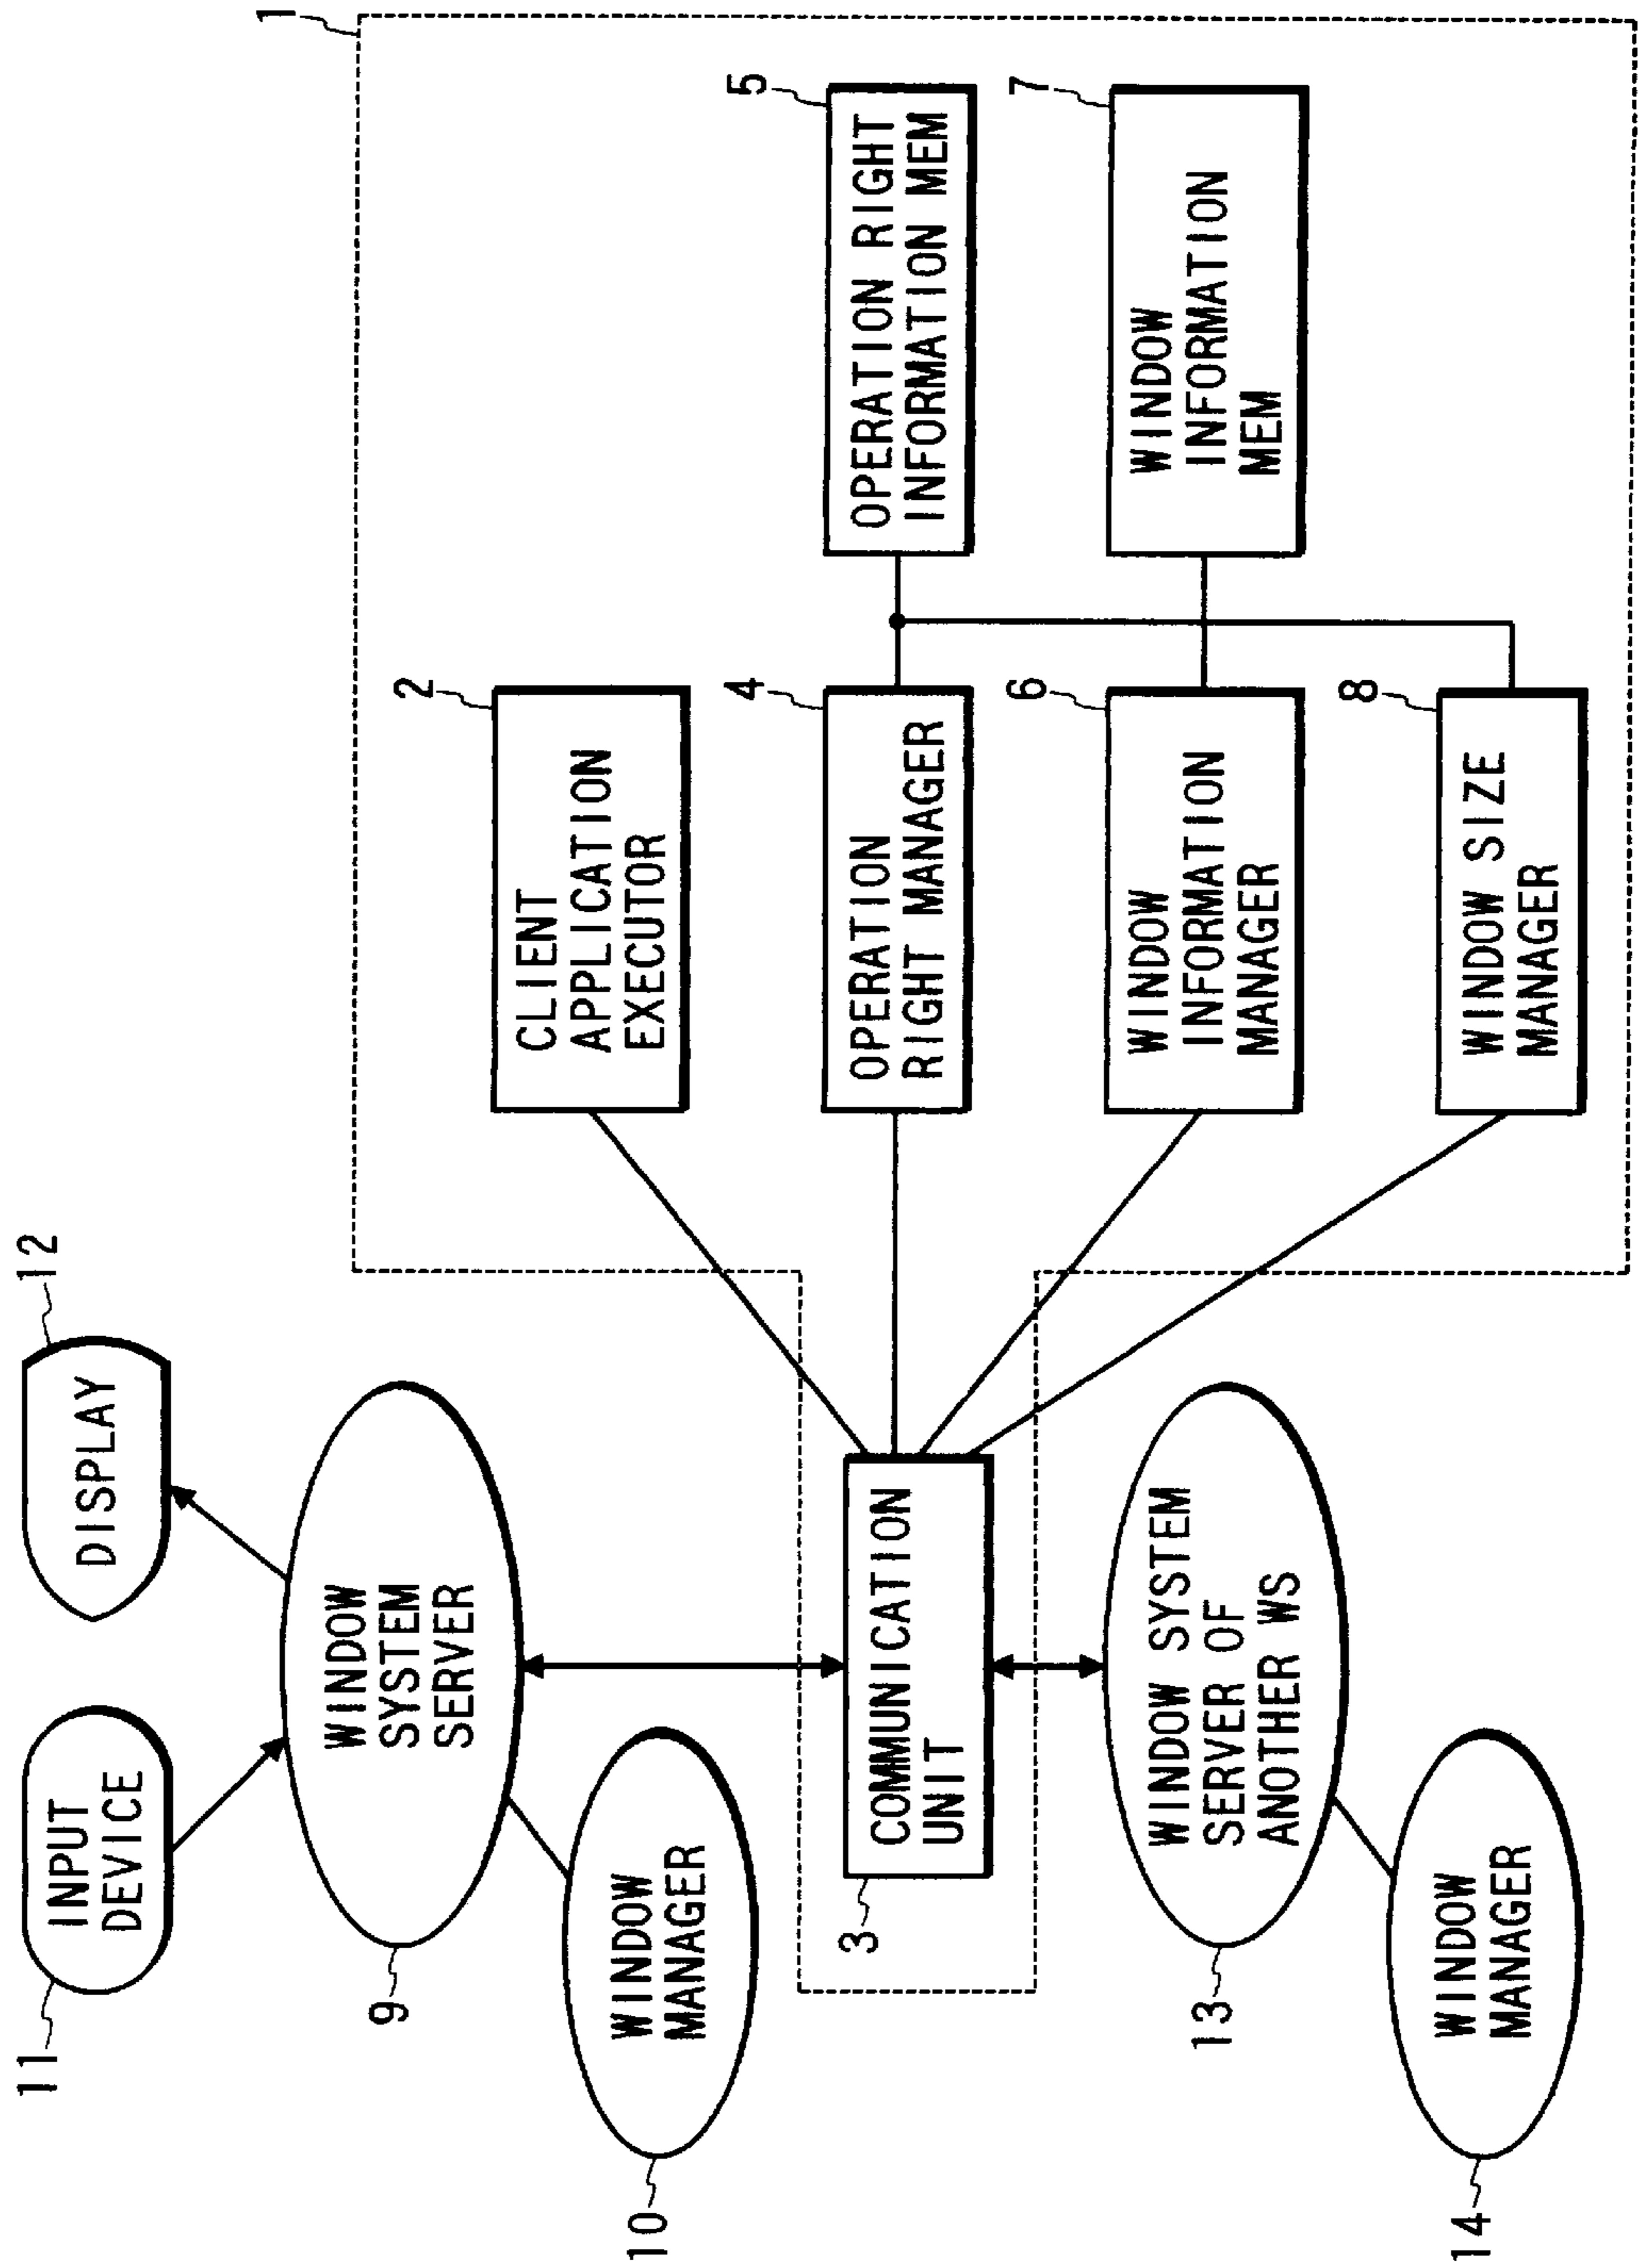 11
INPUT
DEVICE
12
DISPLAY
1
9
WINDOW
SYSTEM
SERVER
2
CLIENT
APPLICATION
EXECUTOR
10
WINDOW
MANAGER
3
COMMUNICATION
UNIT
4
OPERATION
RIGHT MANAGER
5
OPERATION RIGHT
INFORMATION MEM
13
WINDOW SYSTEM
SERVER OF
ANOTHER WS
6
WINDOW
INFORMATION
MANAGER
7
WINDOW
INFORMATION
MEM
14
WINDOW
MANAGER
8
WINDOW SIZE
MANAGER